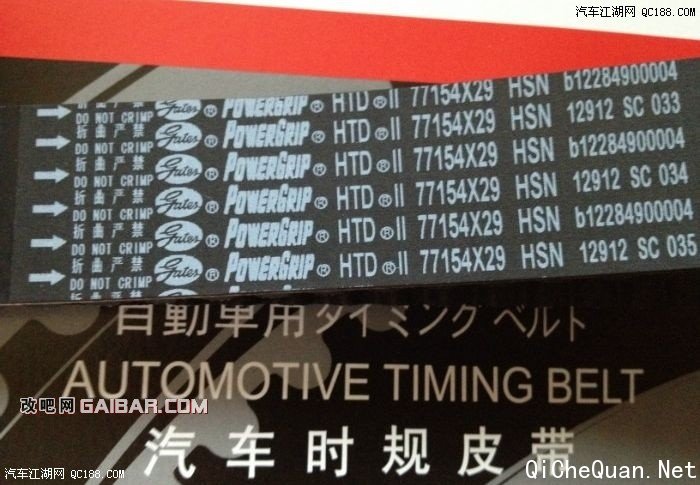 汽车江湖网 QC188.COM
DO NOT CRIMP Gates ® POWERGRIP ® HTD ® II 77154X29 HSN b12284900004
折曲严禁
DO NOT CRIMP Gates ® POWERGRIP ® HTD ® II 77154X29 HSN 12912 SC 033
折曲严禁
DO NOT CRIMP Gates ® POWERGRIP ® HTD ® II 77154X29 HSN b12284900004
折曲严禁
DO NOT CRIMP Gates ® POWERGRIP ® HTD ® II 77154X29 HSN 12912 SC 034
折曲严禁
DO NOT CRIMP Gates ® POWERGRIP ® HTD ® II 77154X29 HSN b12284900004
折曲严禁
DO NOT CRIMP Gates ® POWERGRIP ® HTD ® II 77154X29 HSN 12912 SC 035
自動車用タイミングベルト
AUTOMOTIVE TIMING BELT
改吧网 GAIBAR.COM
汽车时规皮带
汽车江湖网 QC188.COM
QiCheQuan.Net